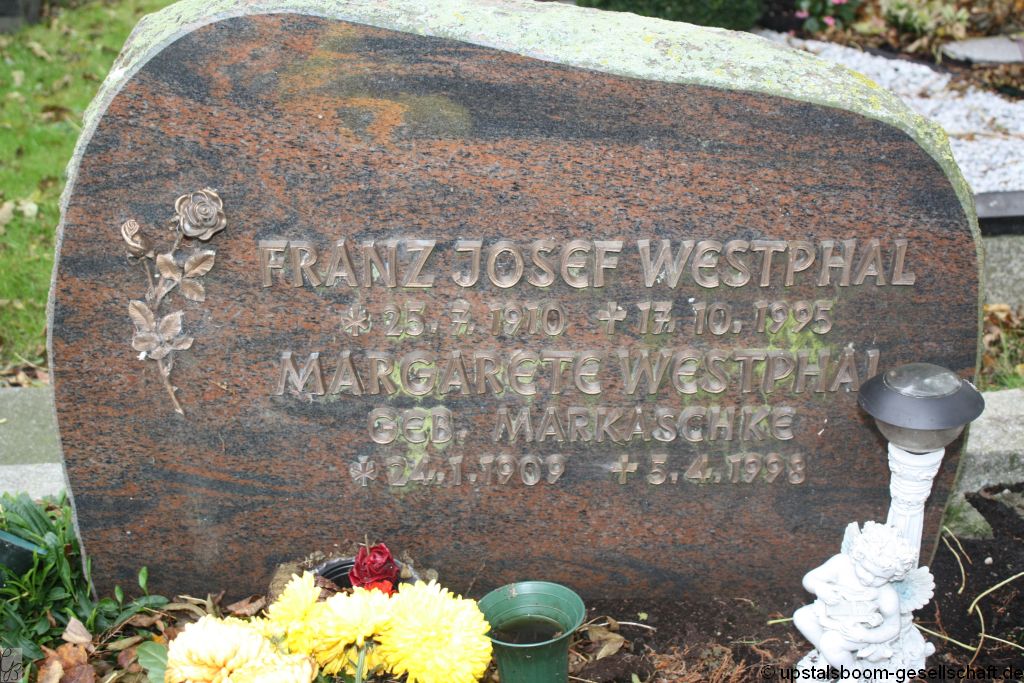 FRANZ JOSEF WESTPHAL
* 25. 7. 1910 † 17. 10. 1995
MARGARETE WESTPHAL
GEB. MARKASCHKE
* 24. 1. 1909 † 5. 4. 1998
© upstalsboom-gesellschaft.de